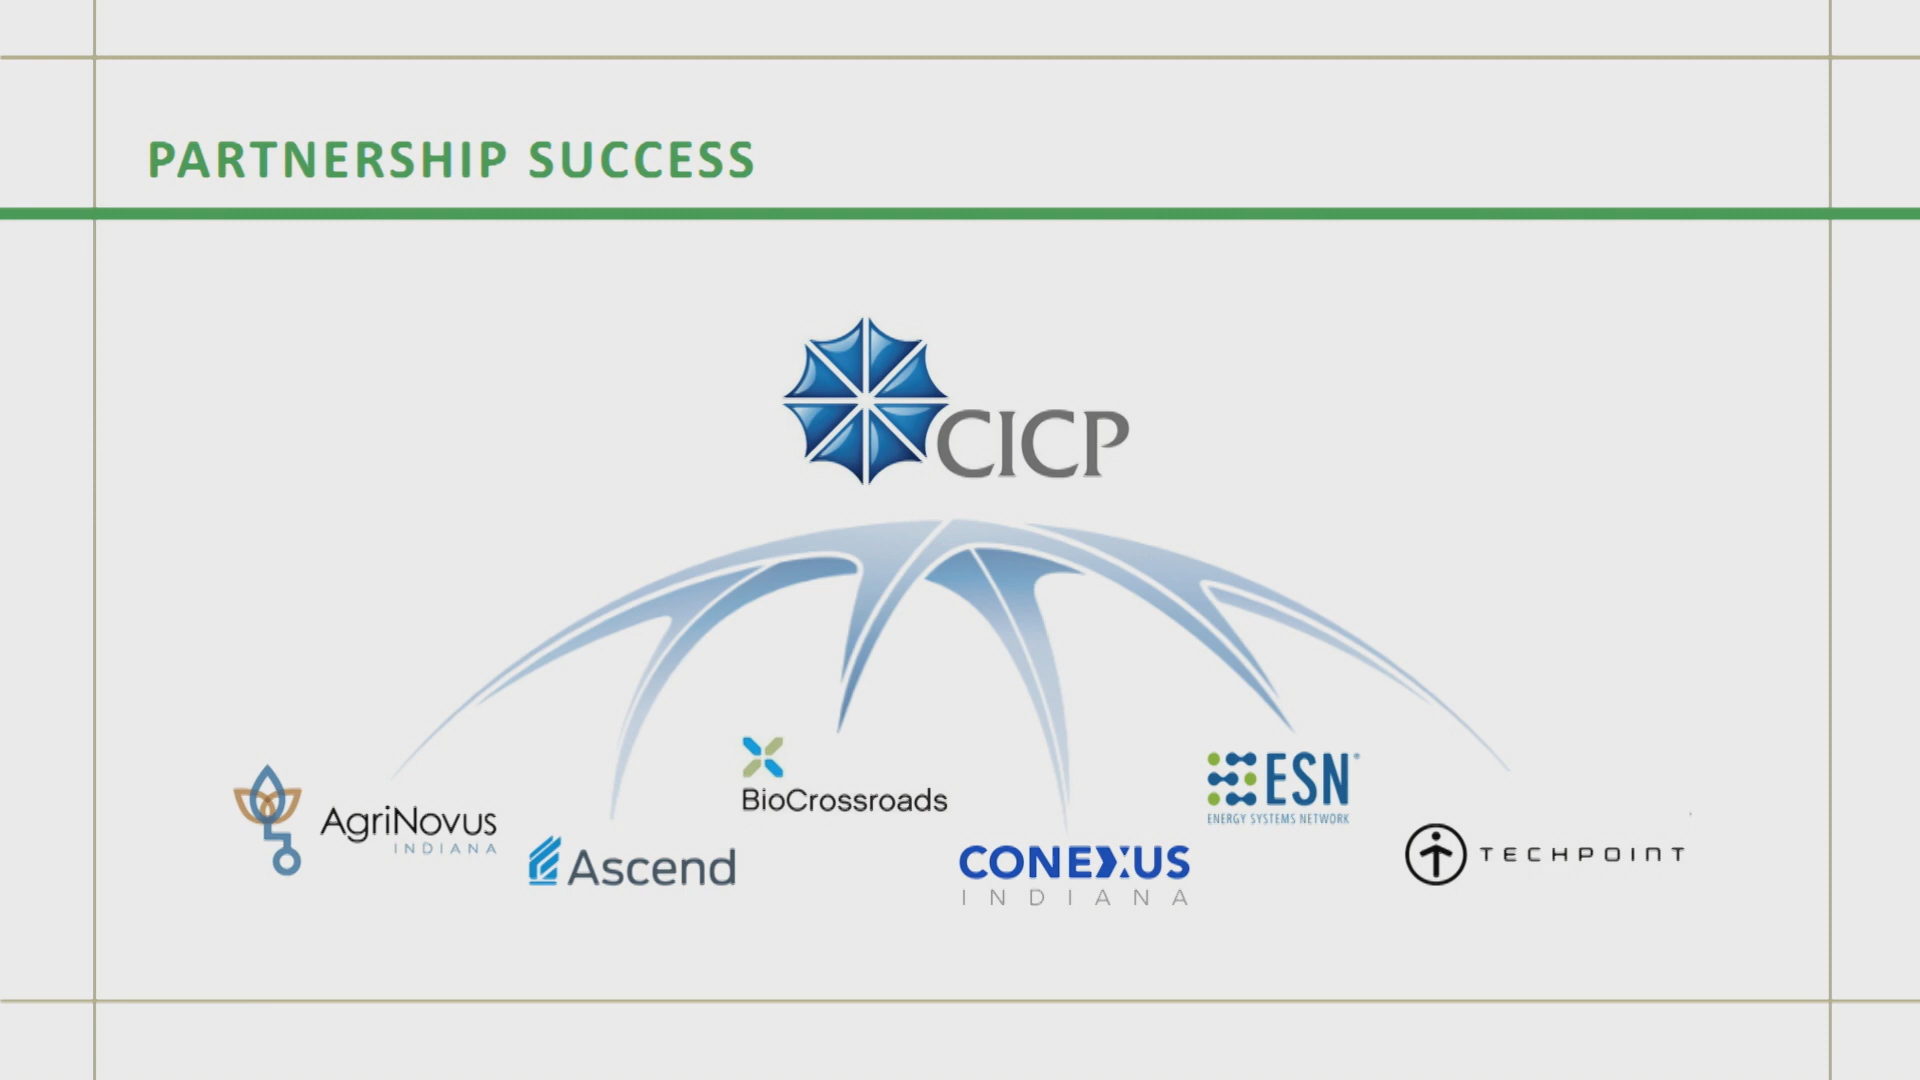 PARTNERSHIP SUCCESS
CICP
AgriNovus
INDIANA
Ascend
BioCrossroads
CONEXUS
INDIANA
ESN®
ENERGY SYSTEMS NETWORK
TECHPOINT